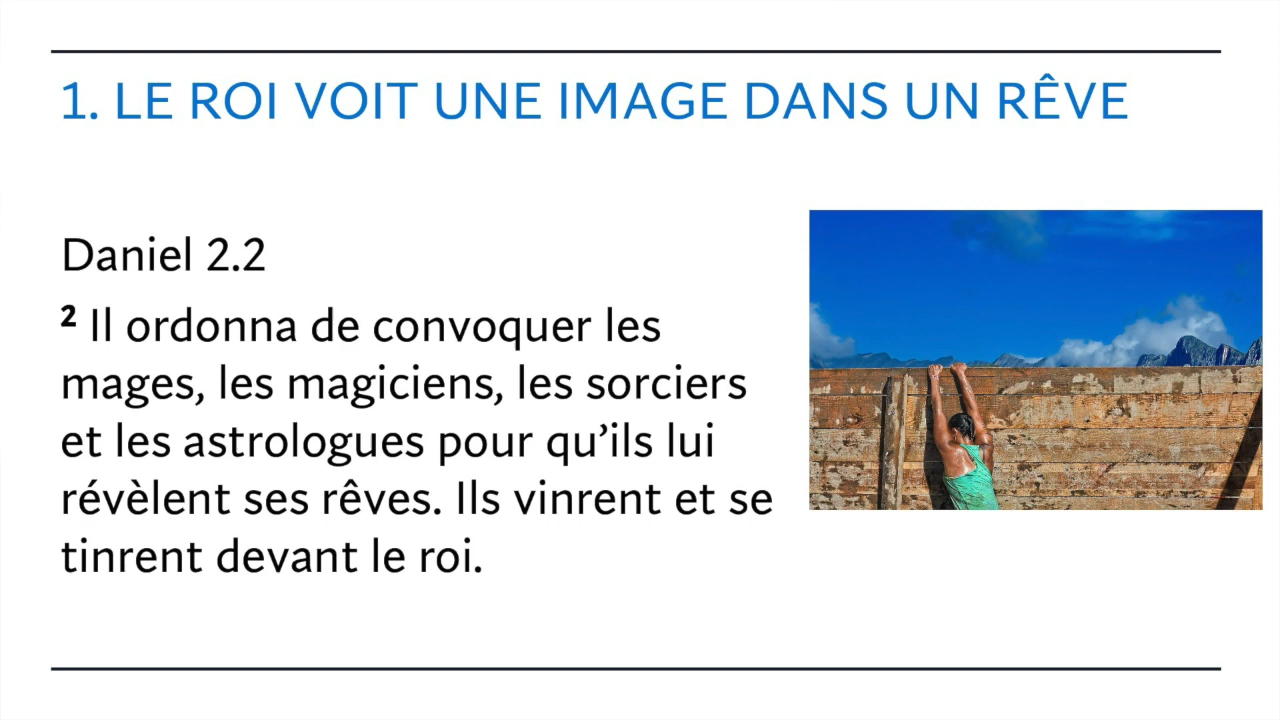 1. LE ROI VOIT UNE IMAGE DANS UN RÊVE
Daniel 2.2
² Il ordonna de convoquer les
mages, les magiciens, les sorciers
et les astrologues pour qu’ils lui
révèlent ses rêves. Ils vinrent et se
tinrent devant le roi.